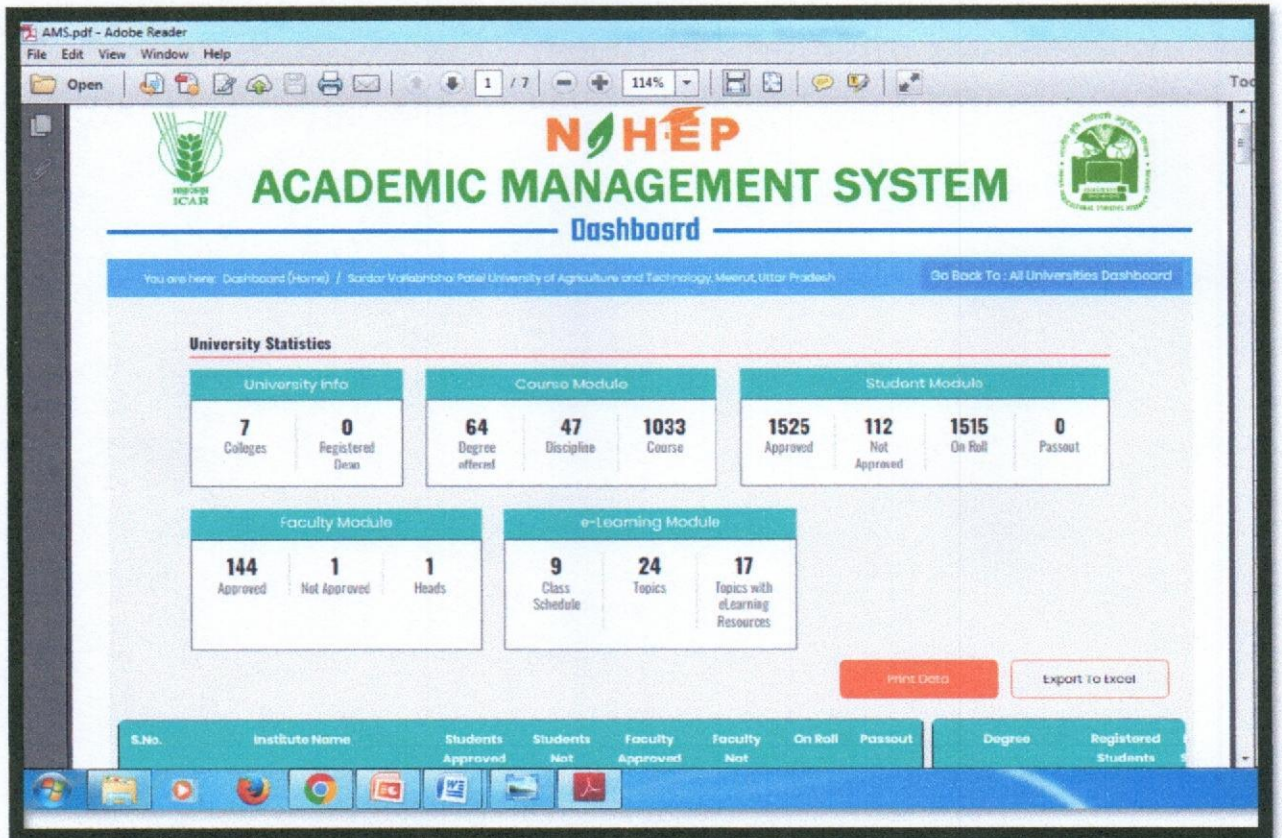 AMS.pdf - Adobe Reader
File Edit View Window Help
Open 1 / 7 114% Too
NAHEP
ACADEMIC MANAGEMENT SYSTEM
Dashboard
ICAR
You are here: Dashboard (Home) / Sardar Vallabhbhai Patel University of Agriculture and Technology, Meerut, Uttar Pradesh Go Back To : All Universities Dashboard
University Statistics
University Info
7 0
Colleges Registered
Dean
Course Module
64 47 1033
Degree Discipline Course
offered
Student Module
1525 112 1515 0
Approved Not On Roll Passout
Approved
Faculty Module
144 1 1
Approved Not Approved Heads
e-Learning Module
9 24 17
Class Topics Topics with
Schedule eLearning
Resources
Print Data Export To Excel
S.No. Institute Name Students Students Faculty Faculty On Roll Passout Degree Registered
Approved Not Approved Not Students